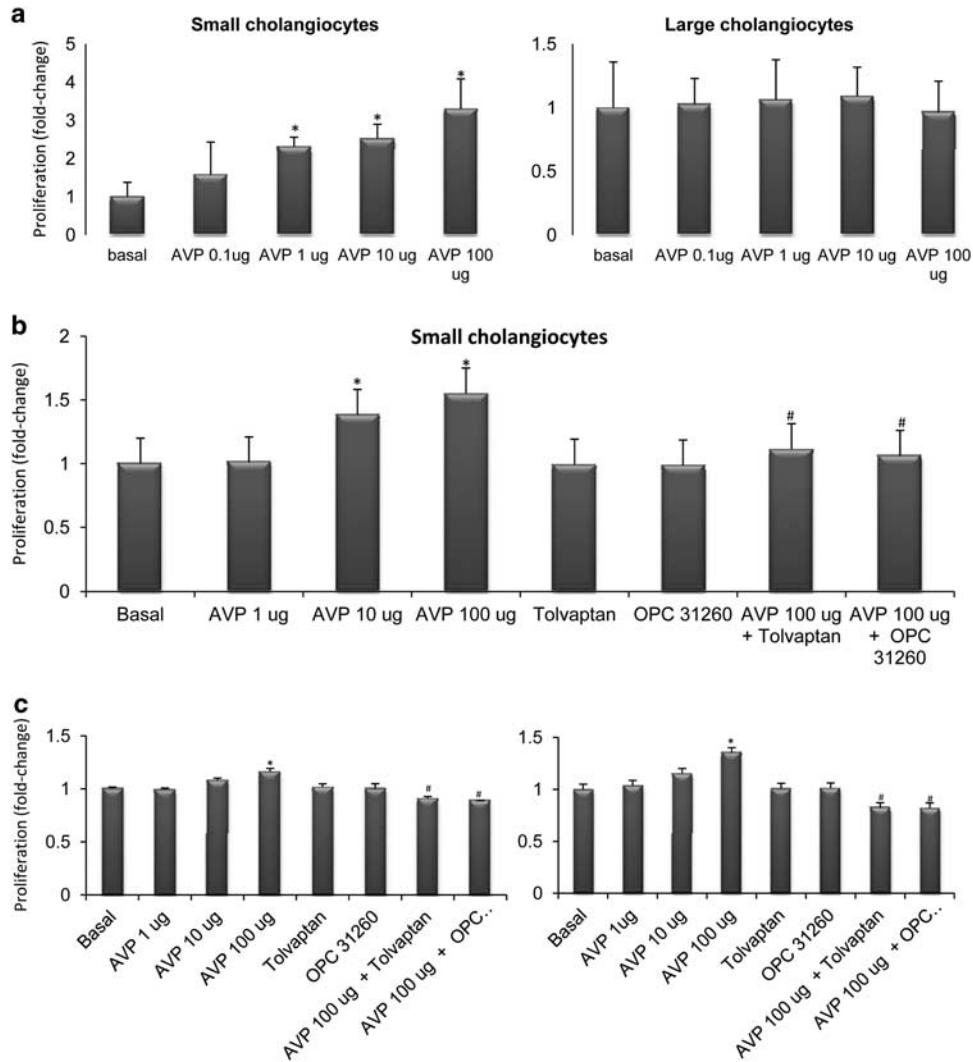 a
Small cholangiocytes
Large cholangiocytes
Proliferation (fold-change)
5
4
3
2
1
0
*
*
*
basal
AVP 0.1ug
AVP 1 ug
AVP 10 ug
AVP 100
ug
1.5
1
0.5
0
basal
AVP 0.1ug
AVP 1 ug
AVP 10 ug
AVP 100
ug
b
Small cholangiocytes
Proliferation (fold-change)
2
1.5
1
0.5
0
*
*
#
#
Basal
AVP 1 ug
AVP 10 ug
AVP 100 ug
Tolvaptan
OPC 31260
AVP 100 ug
+ Tolvaptan
AVP 100 ug
+ OPC
31260
c
Proliferation (fold-change)
1.5
1
0.5
0
*
#
#
Basal
AVP 1 ug
AVP 10 ug
AVP 100 ug
Tolvaptan
OPC 31260
AVP 100 ug + Tolvaptan
AVP 100 ug + OPC..
1.5
1
0.5
0
*
#
#
Basal
AVP 1ug
AVP 10 ug
AVP 100 ug
Tolvaptan
OPC 31260
AVP 100 ug + Tolvaptan
AVP 100 ug + OPC..